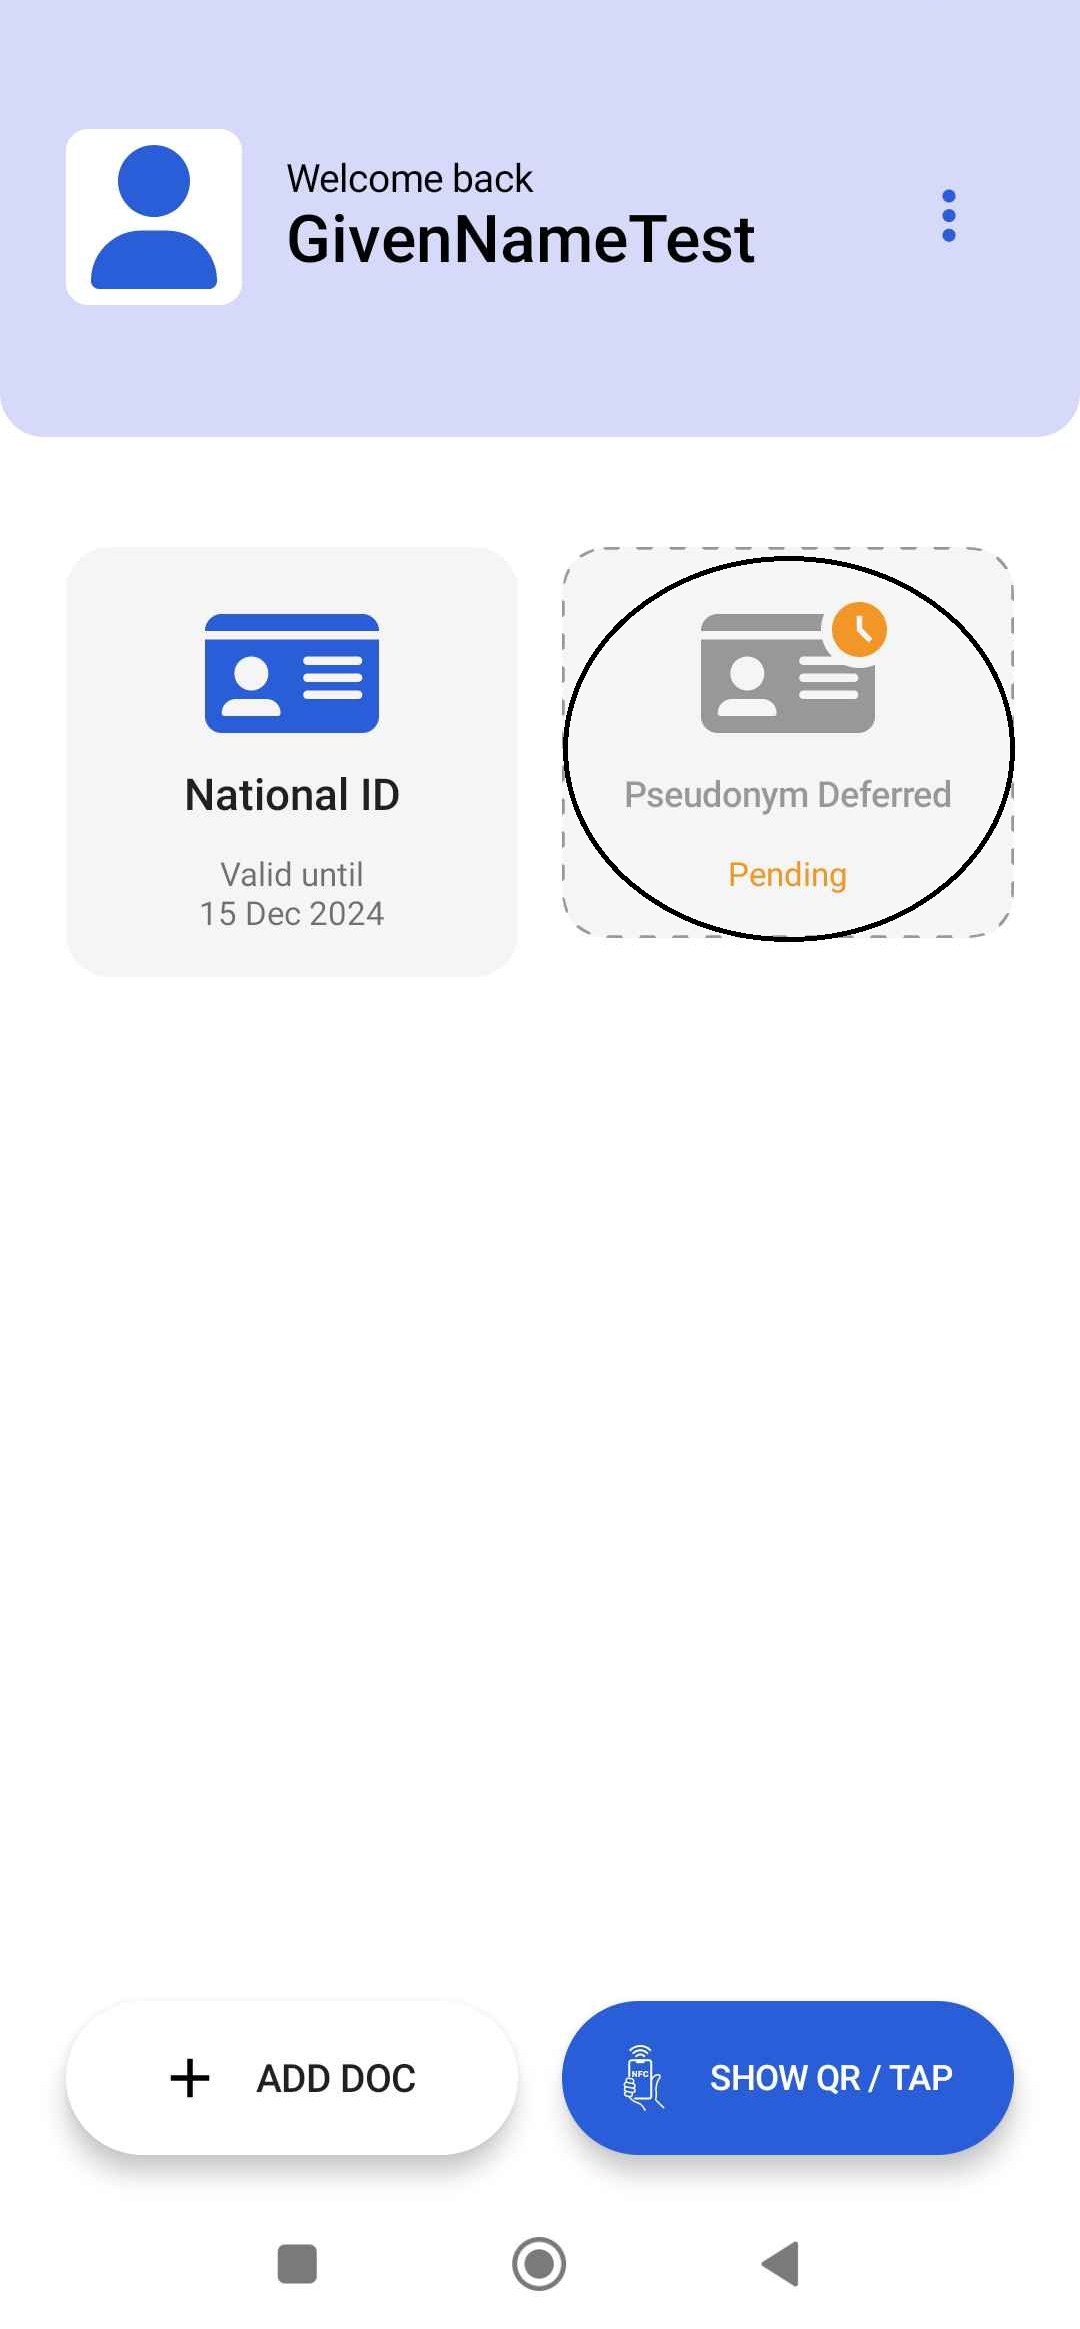 Welcome back
GivenNameTest
National ID
Valid until
15 Dec 2024
Pseudonym Deferred
Pending
ADD DOC
NFC
SHOW QR / TAP